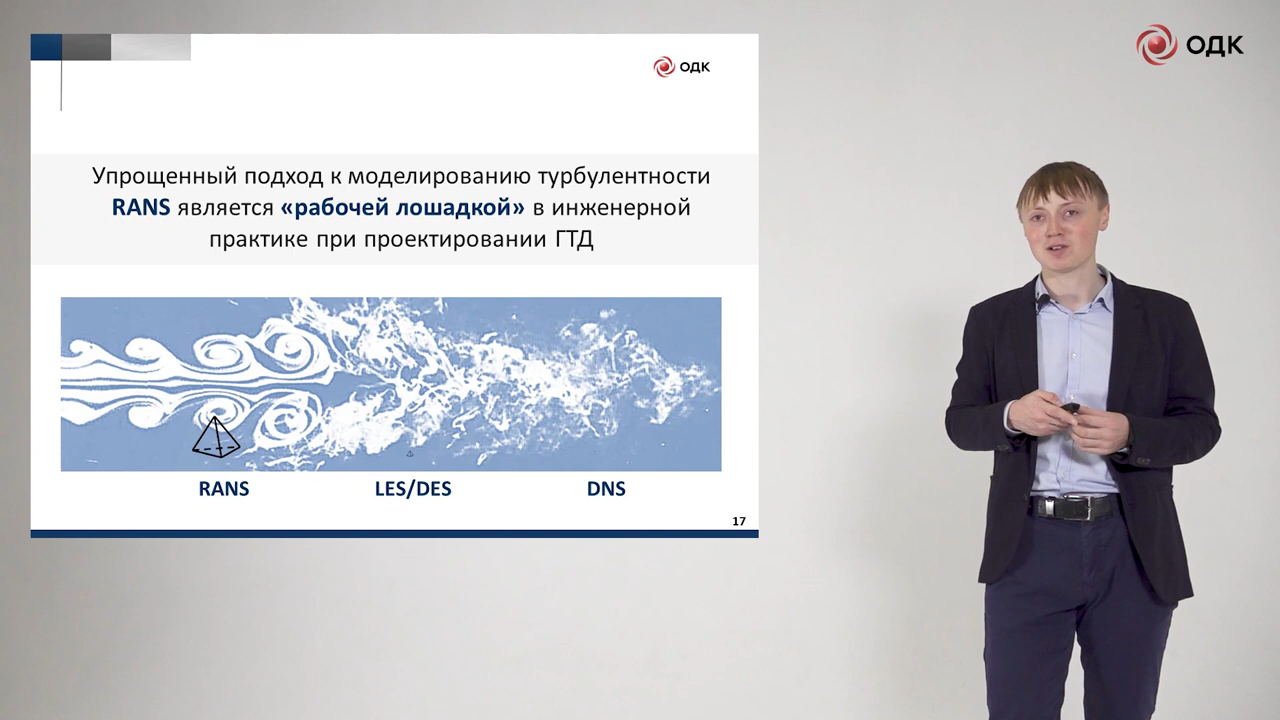 ОДК
ОДК
Упрощенный подход к моделированию турбулентности
RANS является «рабочей лошадкой» в инженерной
практике при проектировании ГТД
RANS
LES/DES
DNS
17